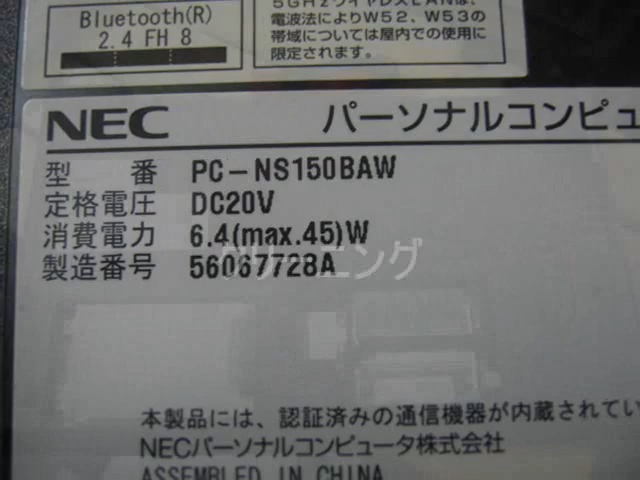 Bluetooth(R)
2.4 FH 8
5GHzワイヤレスLANは、
電波法によりW52、W53の
帯域については屋内での使用に
限定されます。
NEC パーソナルコンピュ
型 番 PC-NS150BAW
定格電圧 DC20V
消費電力 6.4(max.45)W
製造番号 56067728A
クリーニング
本製品には、認証済みの通信機器が内蔵されてい
NECパーソナルコンピュータ株式会社
ASSEMBLED IN CHINA